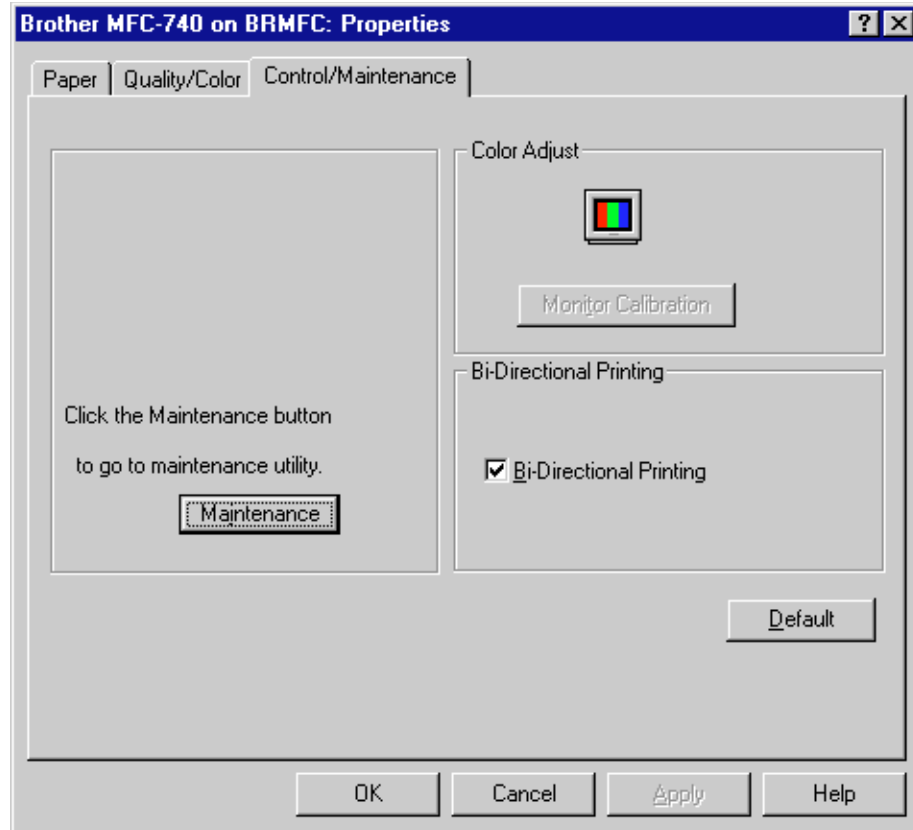 Brother MFC-740 on BRMFC: Properties
? X
Paper Quality/Color Control/Maintenance
Click the Maintenance button
to go to maintenance utility.
Maintenance
Color Adjust
Monitor Calibration
Bi-Directional Printing
Bi-Directional Printing
Default
OK Cancel Apply Help